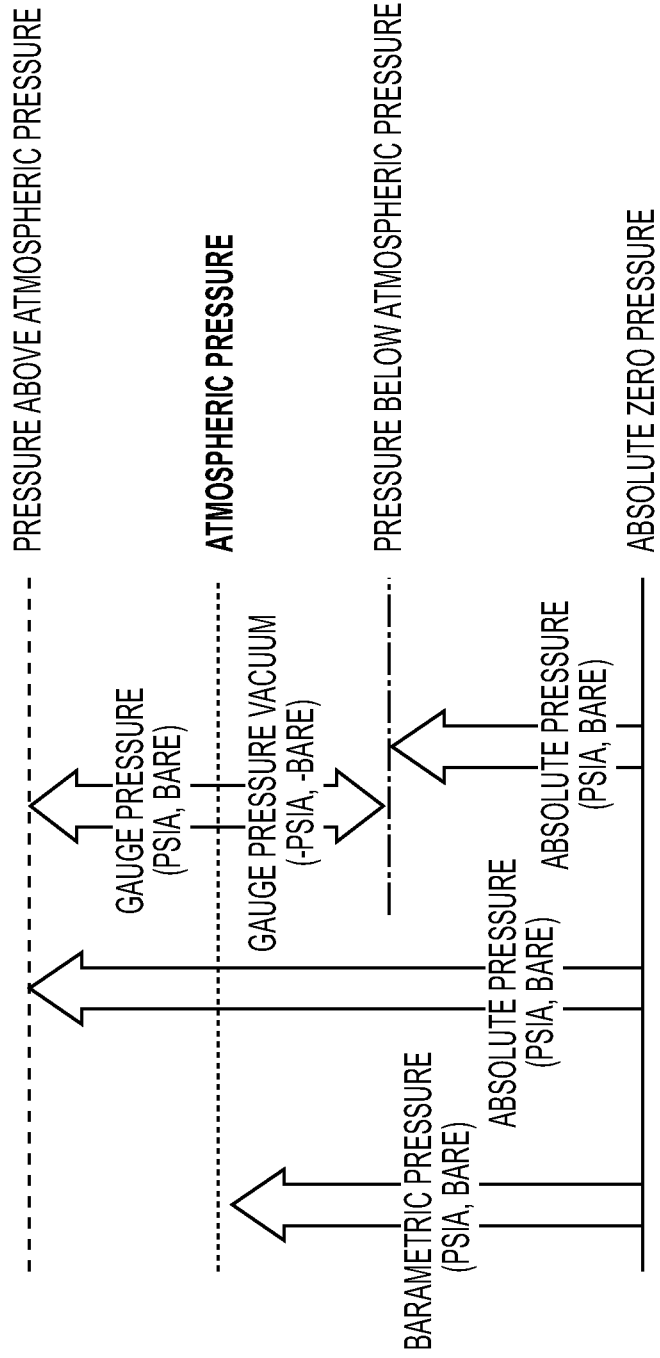 PRESSURE ABOVE ATMOSPHERIC PRESSURE
GAUGE PRESSURE
(PSIA, BARE)
ATMOSPHERIC PRESSURE
GAUGE PRESSURE VACUUM
(-PSIA, -BARE)
PRESSURE BELOW ATMOSPHERIC PRESSURE
BARAMETRIC PRESSURE
(PSIA, BARE)
ABSOLUTE PRESSURE
(PSIA, BARE)
ABSOLUTE PRESSURE
(PSIA, BARE)
ABSOLUTE ZERO PRESSURE